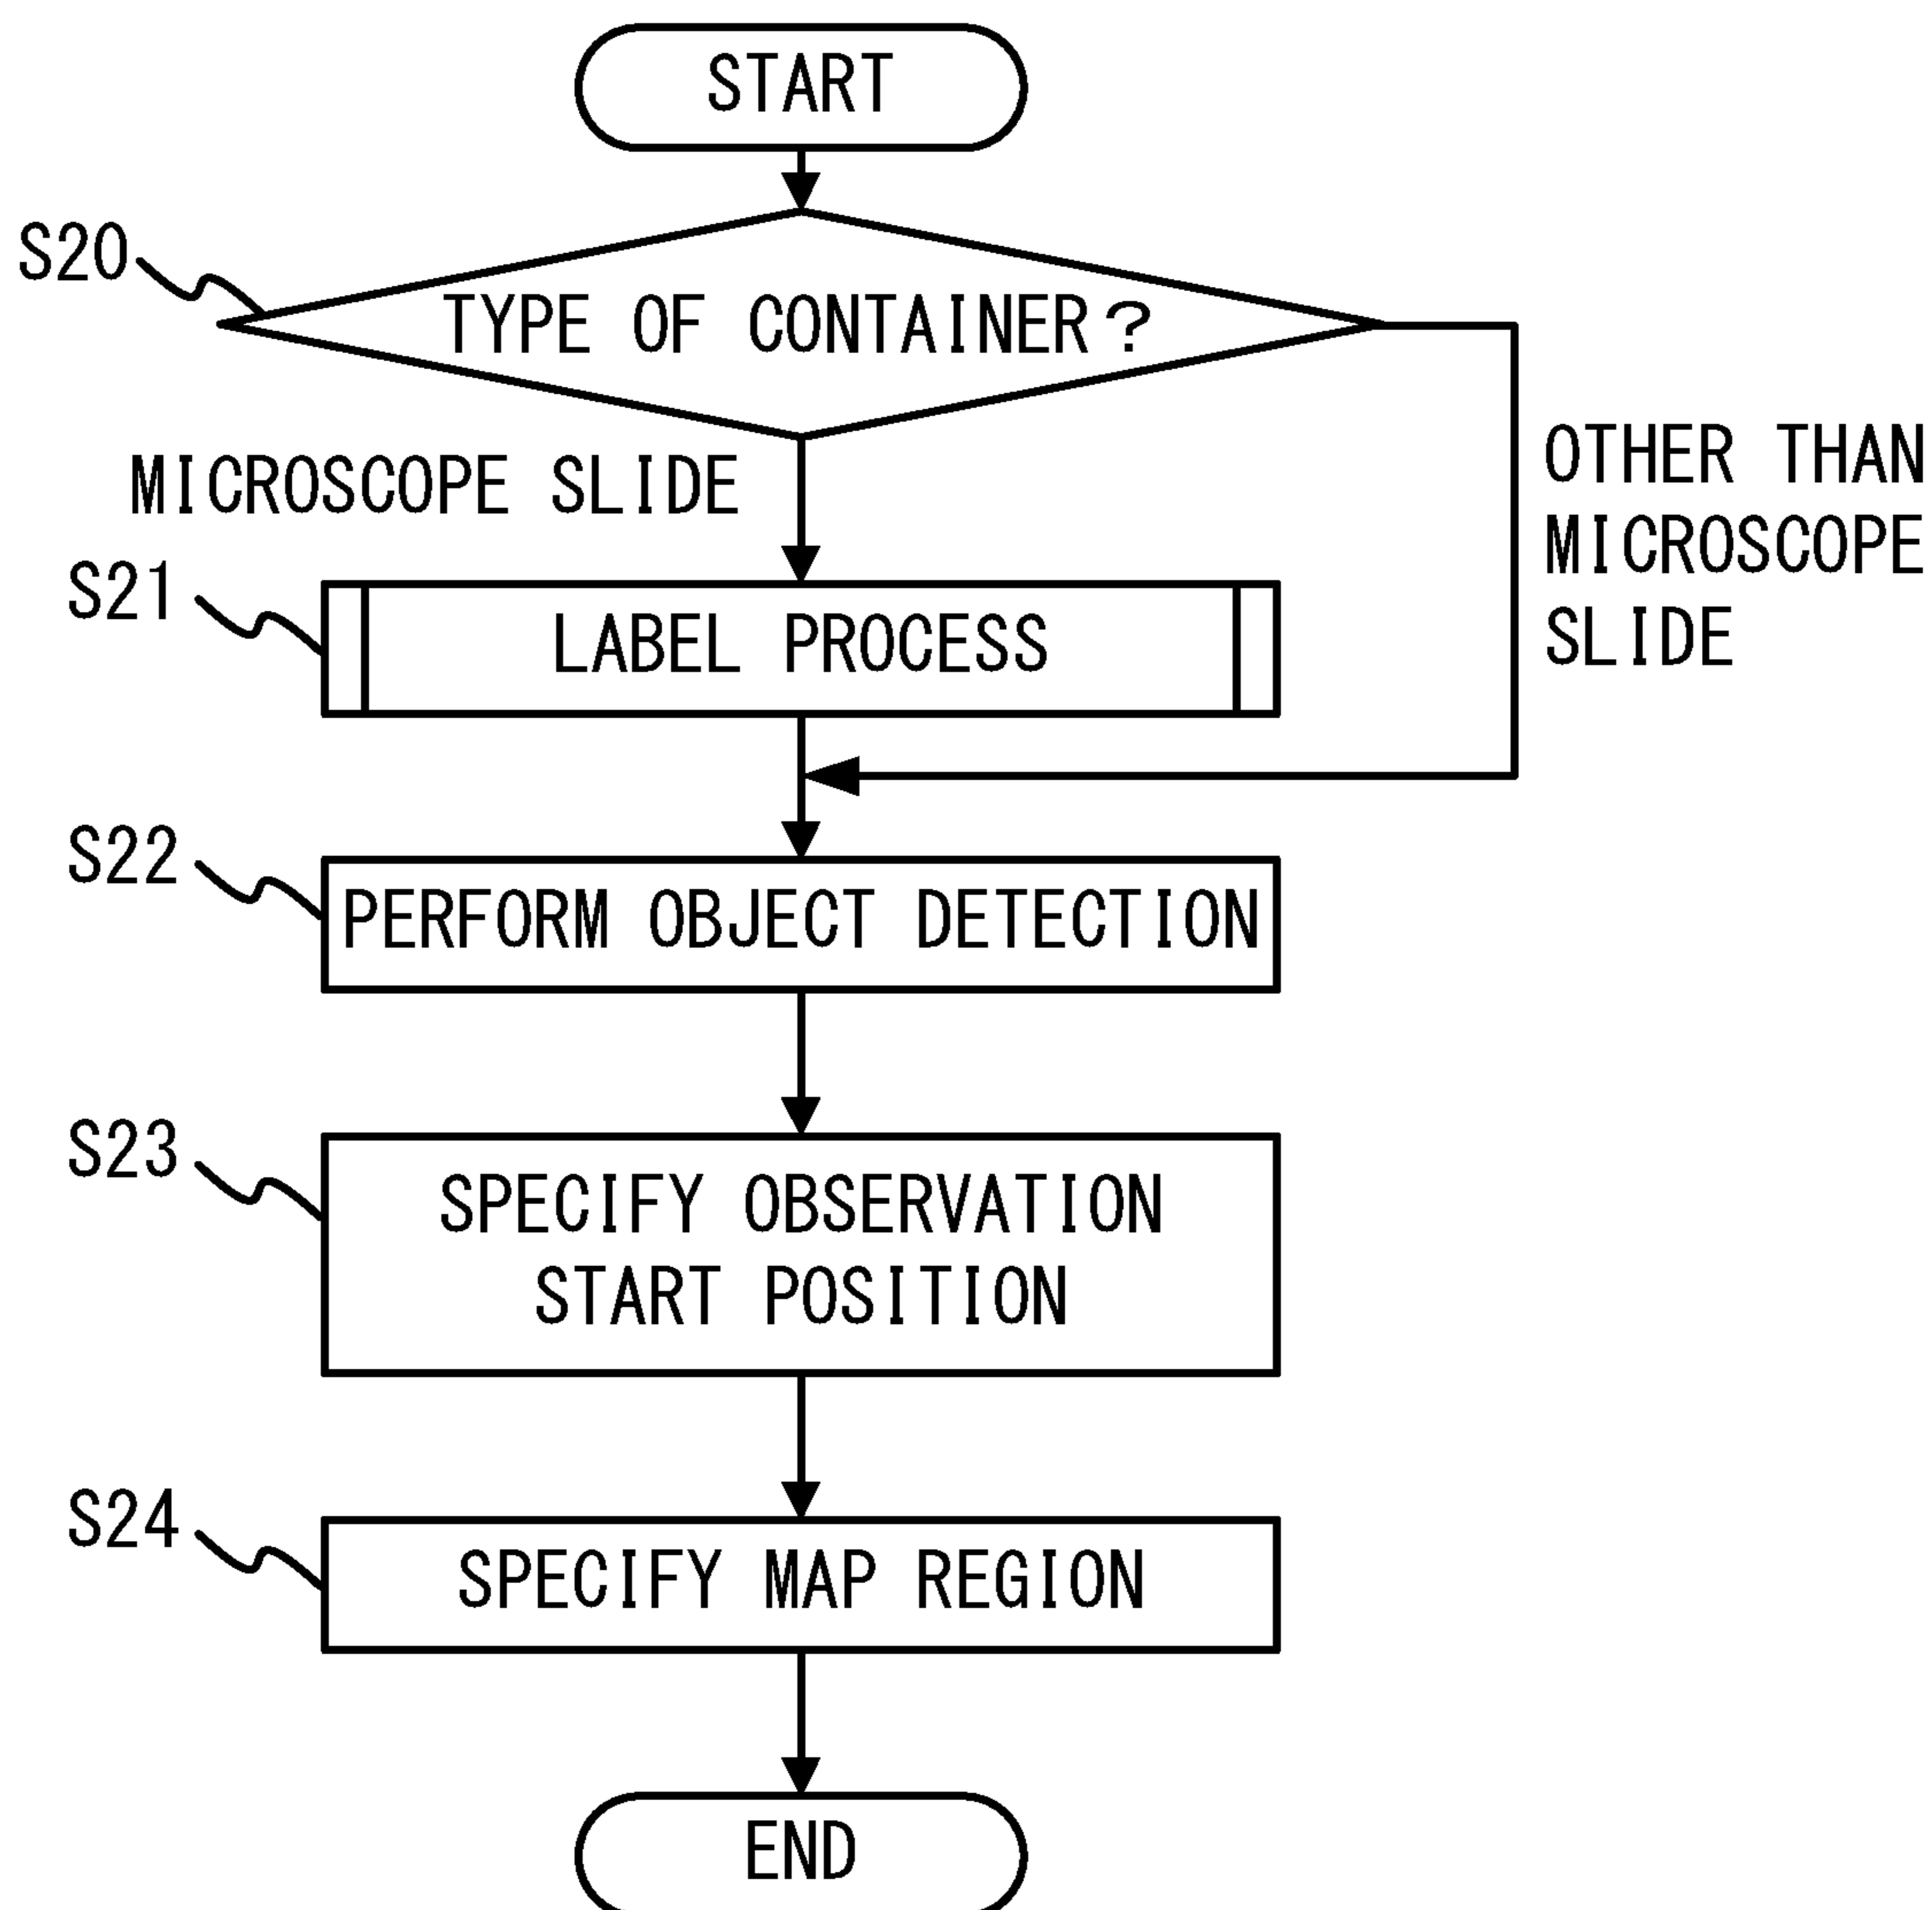 START
S20
TYPE OF CONTAINER?
MICROSCOPE SLIDE
OTHER THAN
MICROSCOPE
SLIDE
S21
LABEL PROCESS
S22
PERFORM OBJECT DETECTION
S23
SPECIFY OBSERVATION
START POSITION
S24
SPECIFY MAP REGION
END